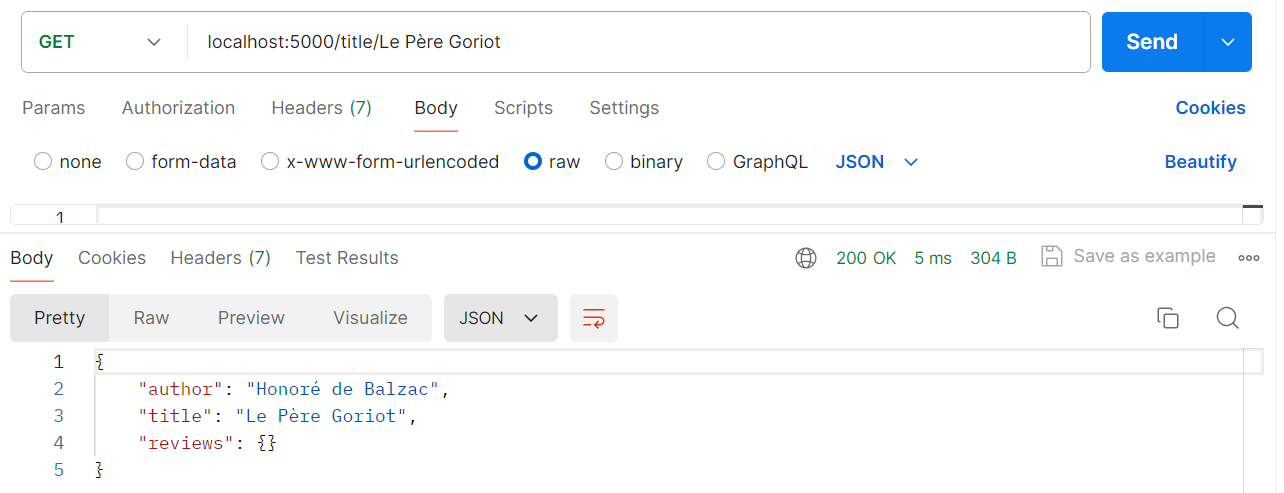 GET localhost:5000/title/Le Père Goriot Send
Params Authorization Headers (7) Body Scripts Settings Cookies
none form-data x-www-form-urlencoded raw binary GraphQL JSON Beautify
1
Body Cookies Headers (7) Test Results 200 OK 5 ms 304 B Save as example
Pretty Raw Preview Visualize JSON
1 {
2 "author": "Honoré de Balzac",
3 "title": "Le Père Goriot",
4 "reviews": {}
5 }